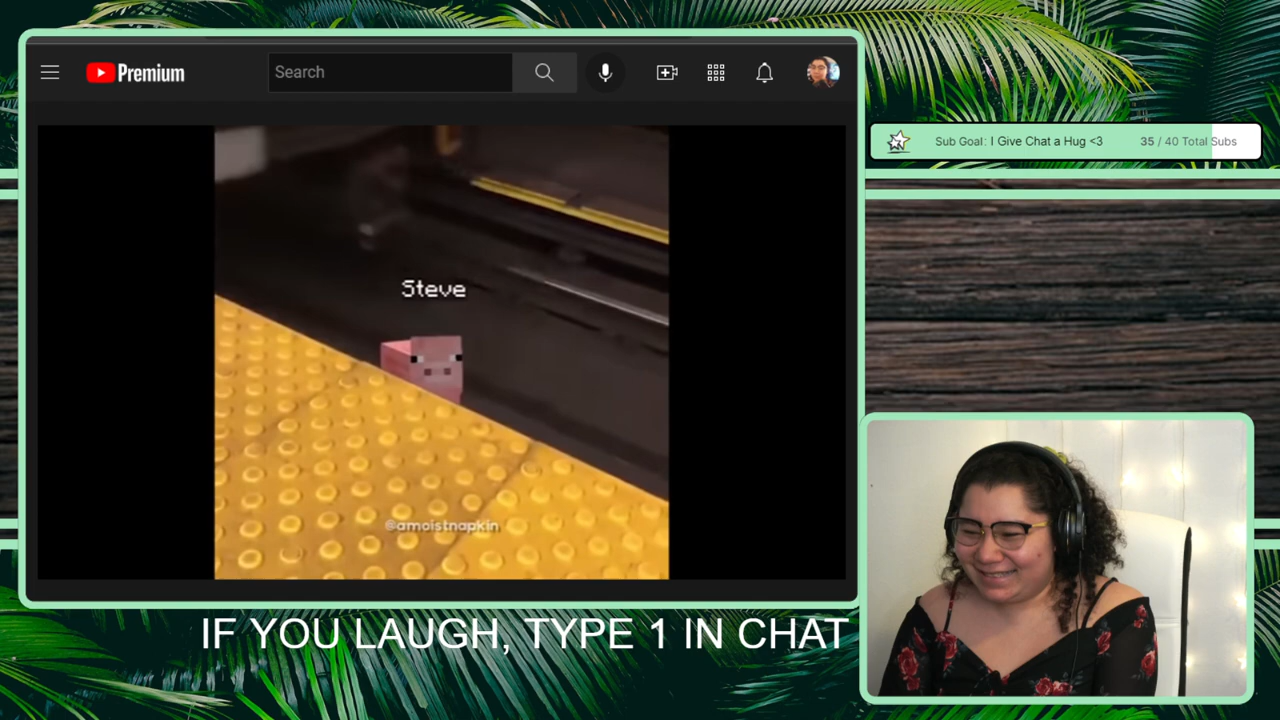 Premium
Search
Sub Goal: I Give Chat a Hug <3 35 / 40 Total Subs
Steve
@amoistnapkin
IF YOU LAUGH, TYPE 1 IN CHAT